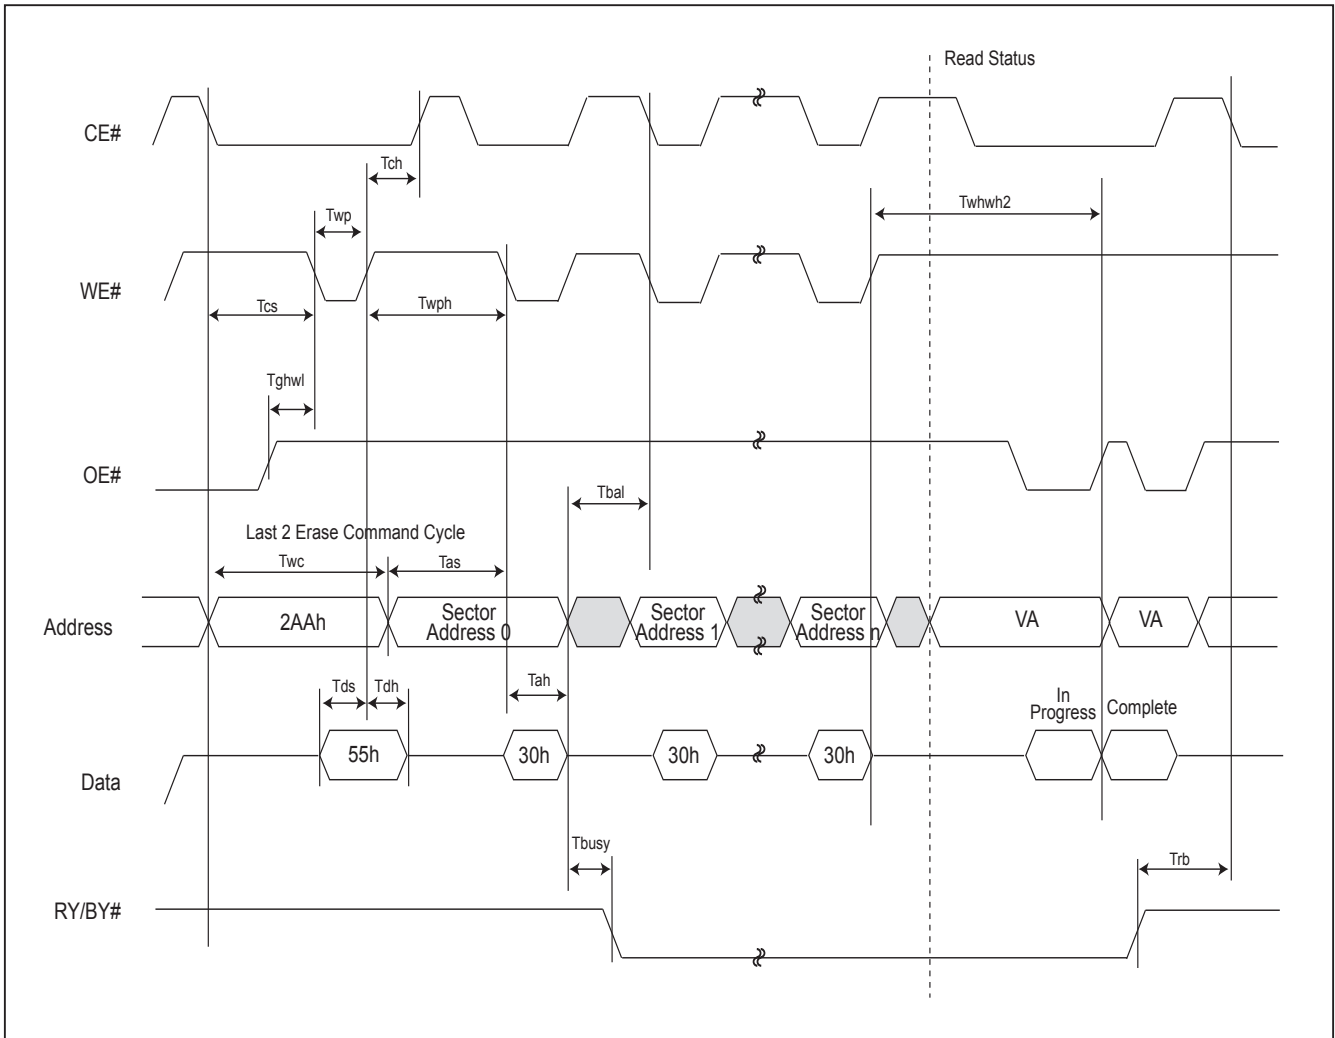 Read Status
CE#
Tch
Twhwh2
Twp
WE#
Tcs
Twph
Tghwl
OE#
Tbal
Last 2 Erase Command Cycle
Twc
Tas
Address
2AAh
Sector
Address 0
Sector
Address 1
Sector
Address n
VA
VA
Tds
Tdh
Tah
In
Progress
Complete
Data
55h
30h
30h
30h
Tbusy
Trb
RY/BY#